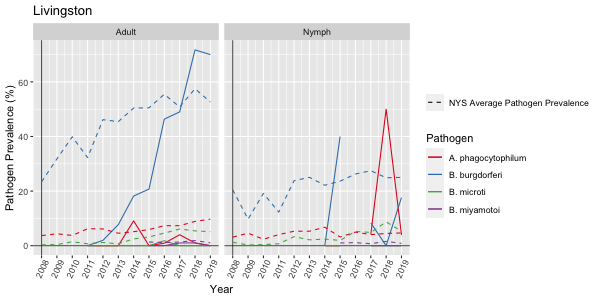 Livingston
Adult
Nymph
Pathogen Prevalence (%)
60
40
20
0
2008 2009 2010 2011 2012 2013 2014 2015 2016 2017 2018 2019
2008 2009 2010 2011 2012 2013 2014 2015 2016 2017 2018 2019
Year
NYS Average Pathogen Prevalence
Pathogen
A. phagocytophilum
B. burgdorferi
B. microti
B. miyamotoi